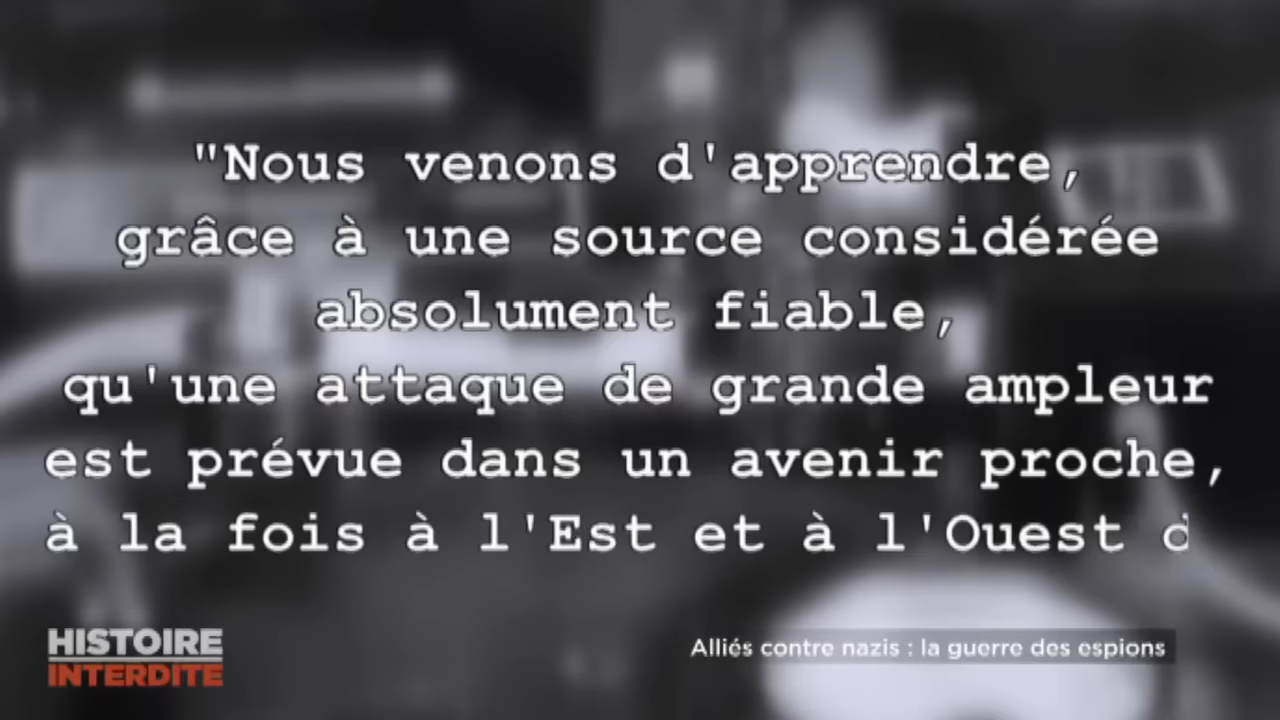 "Nous venons d'apprendre,
grâce à une source considérée
absolument fiable,
qu'une attaque de grande ampleur
est prévue dans un avenir proche,
à la fois à l'Est et à l'Ouest d
HISTOIRE
INTERDITE
Alliés contre nazis : la guerre des espions